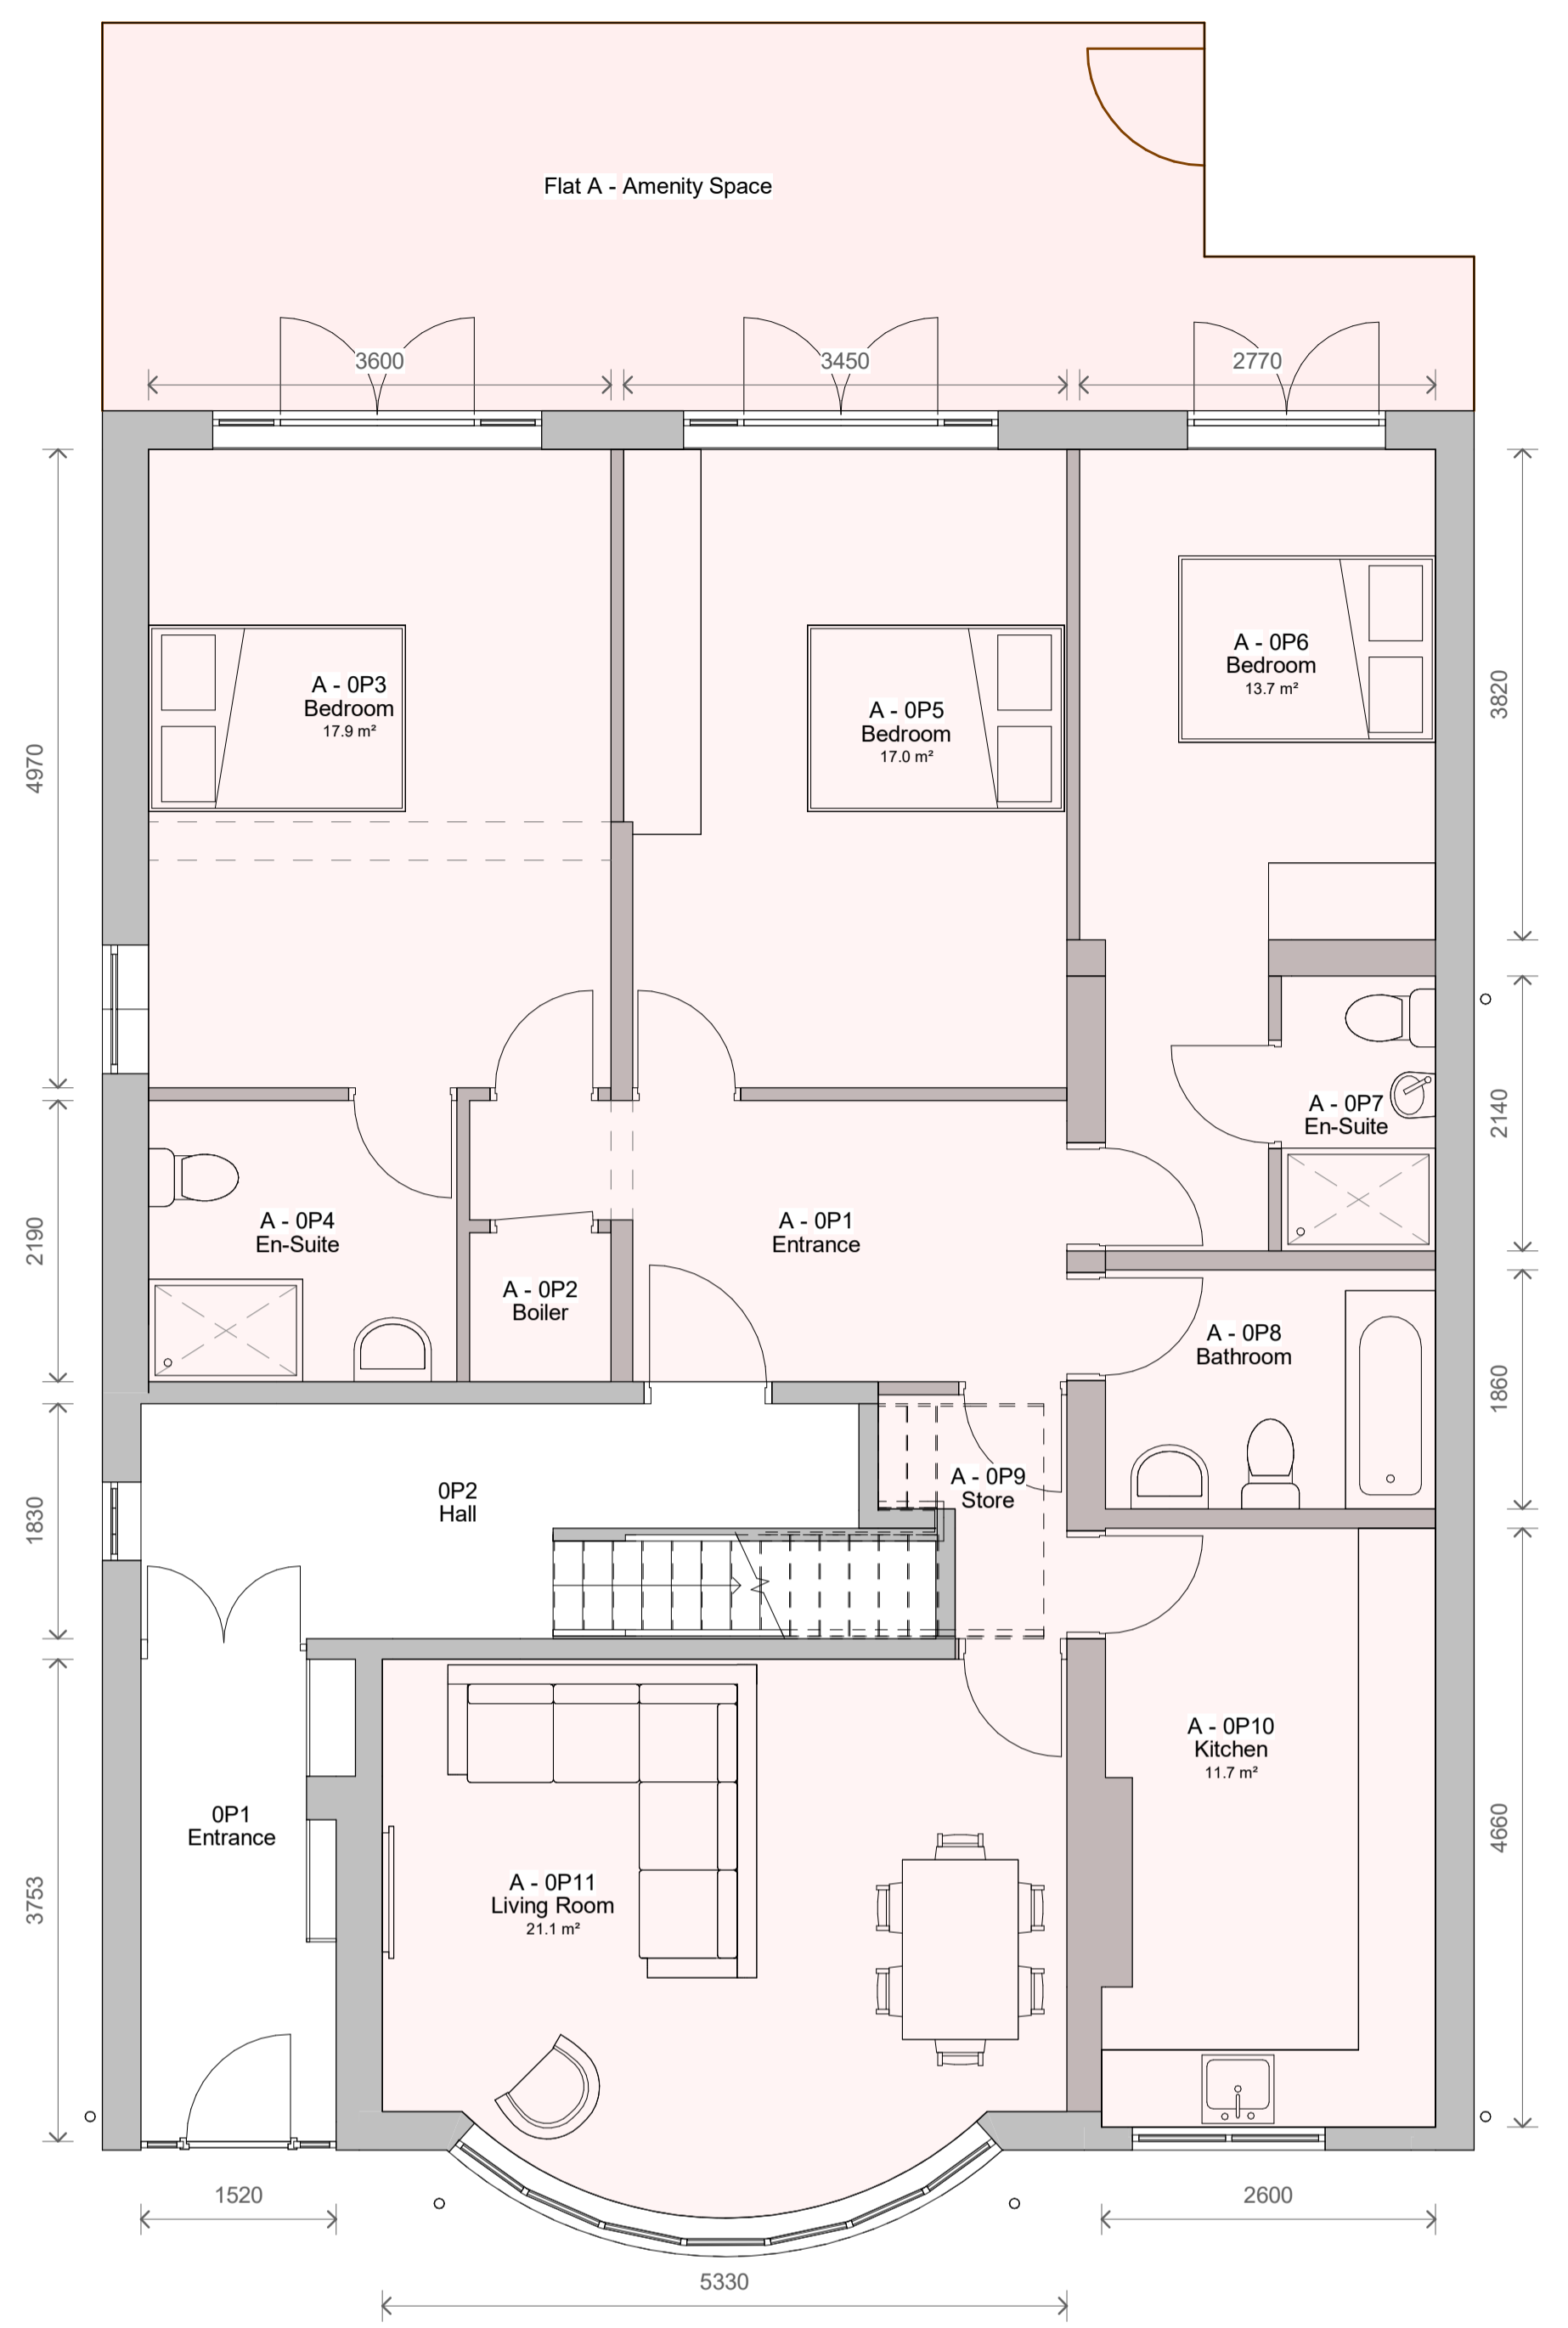 Flat A - Amenity Space
3600
3450
2770
A - 0P3
Bedroom
17.9 m²
A - 0P5
Bedroom
17.0 m²
A - 0P6
Bedroom
13.7 m²
4970
3820
A - 0P7
En-Suite
2140
A - 0P4
En-Suite
2190
A - 0P1
Entrance
A - 0P2
Boiler
A - 0P8
Bathroom
1860
0P2
Hall
1830
A - 0P9
Store
A - 0P10
Kitchen
11.7 m²
4660
0P1
Entrance
3753
A - 0P11
Living Room
21.1 m²
1520
2600
5330